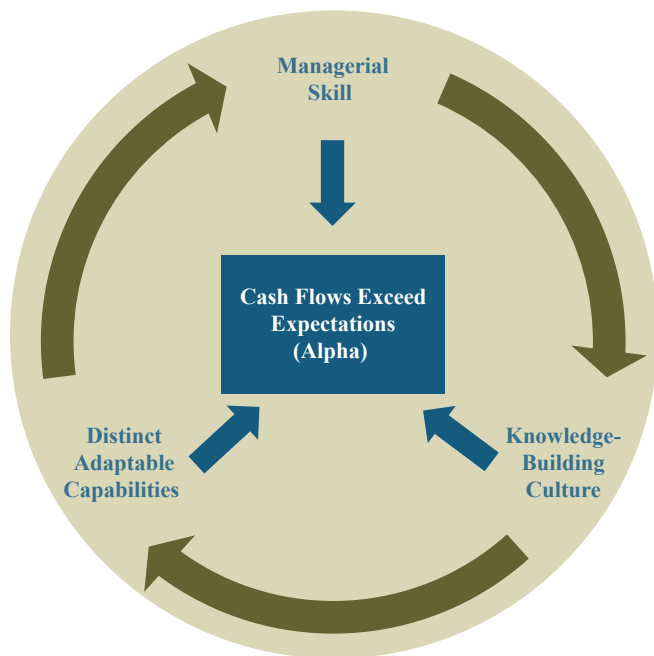 Managerial
Skill
Cash Flows Exceed
Expectations
(Alpha)
Distinct
Adaptable
Capabilities
Knowledge-
Building
Culture